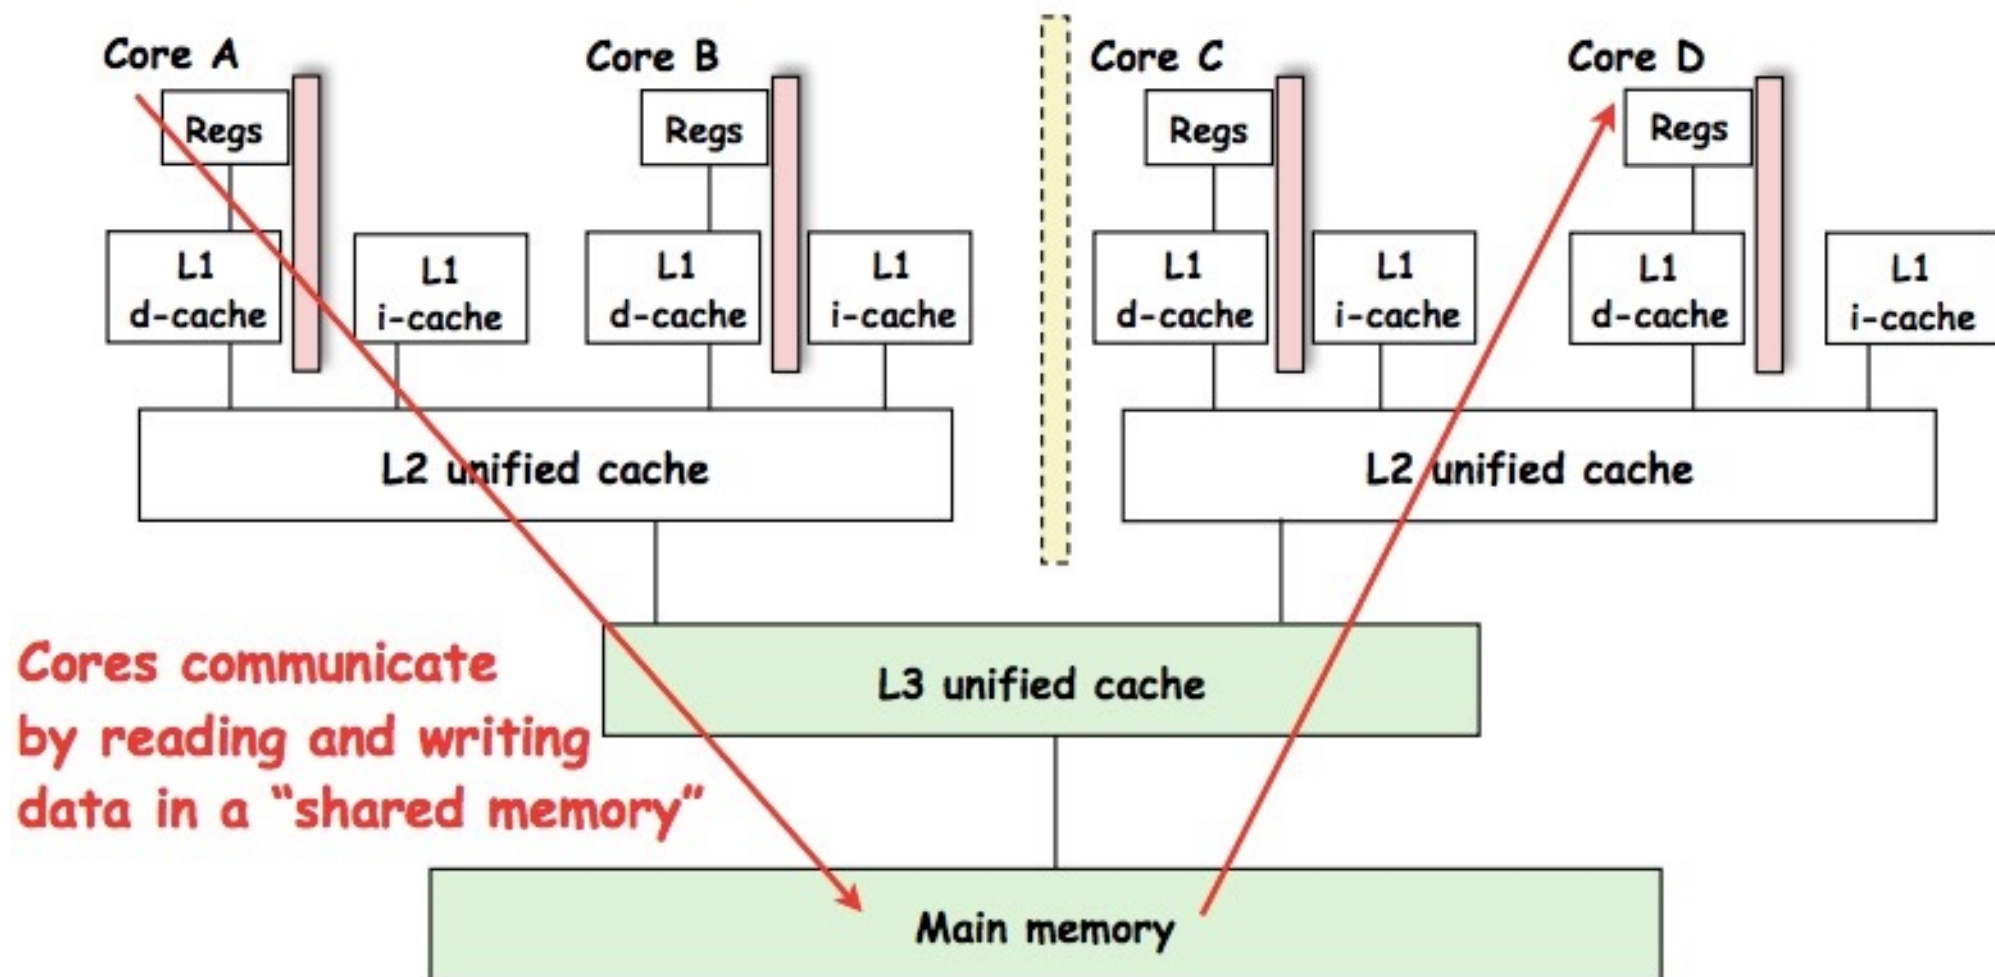 Core A
Core B
Core C
Core D
Regs
Regs
Regs
Regs
L1
d-cache
L1
i-cache
L1
d-cache
L1
i-cache
L1
d-cache
L1
i-cache
L1
d-cache
L1
i-cache
L2 unified cache
L2 unified cache
L3 unified cache
Cores communicate
by reading and writing
data in a “shared memory”
Main memory